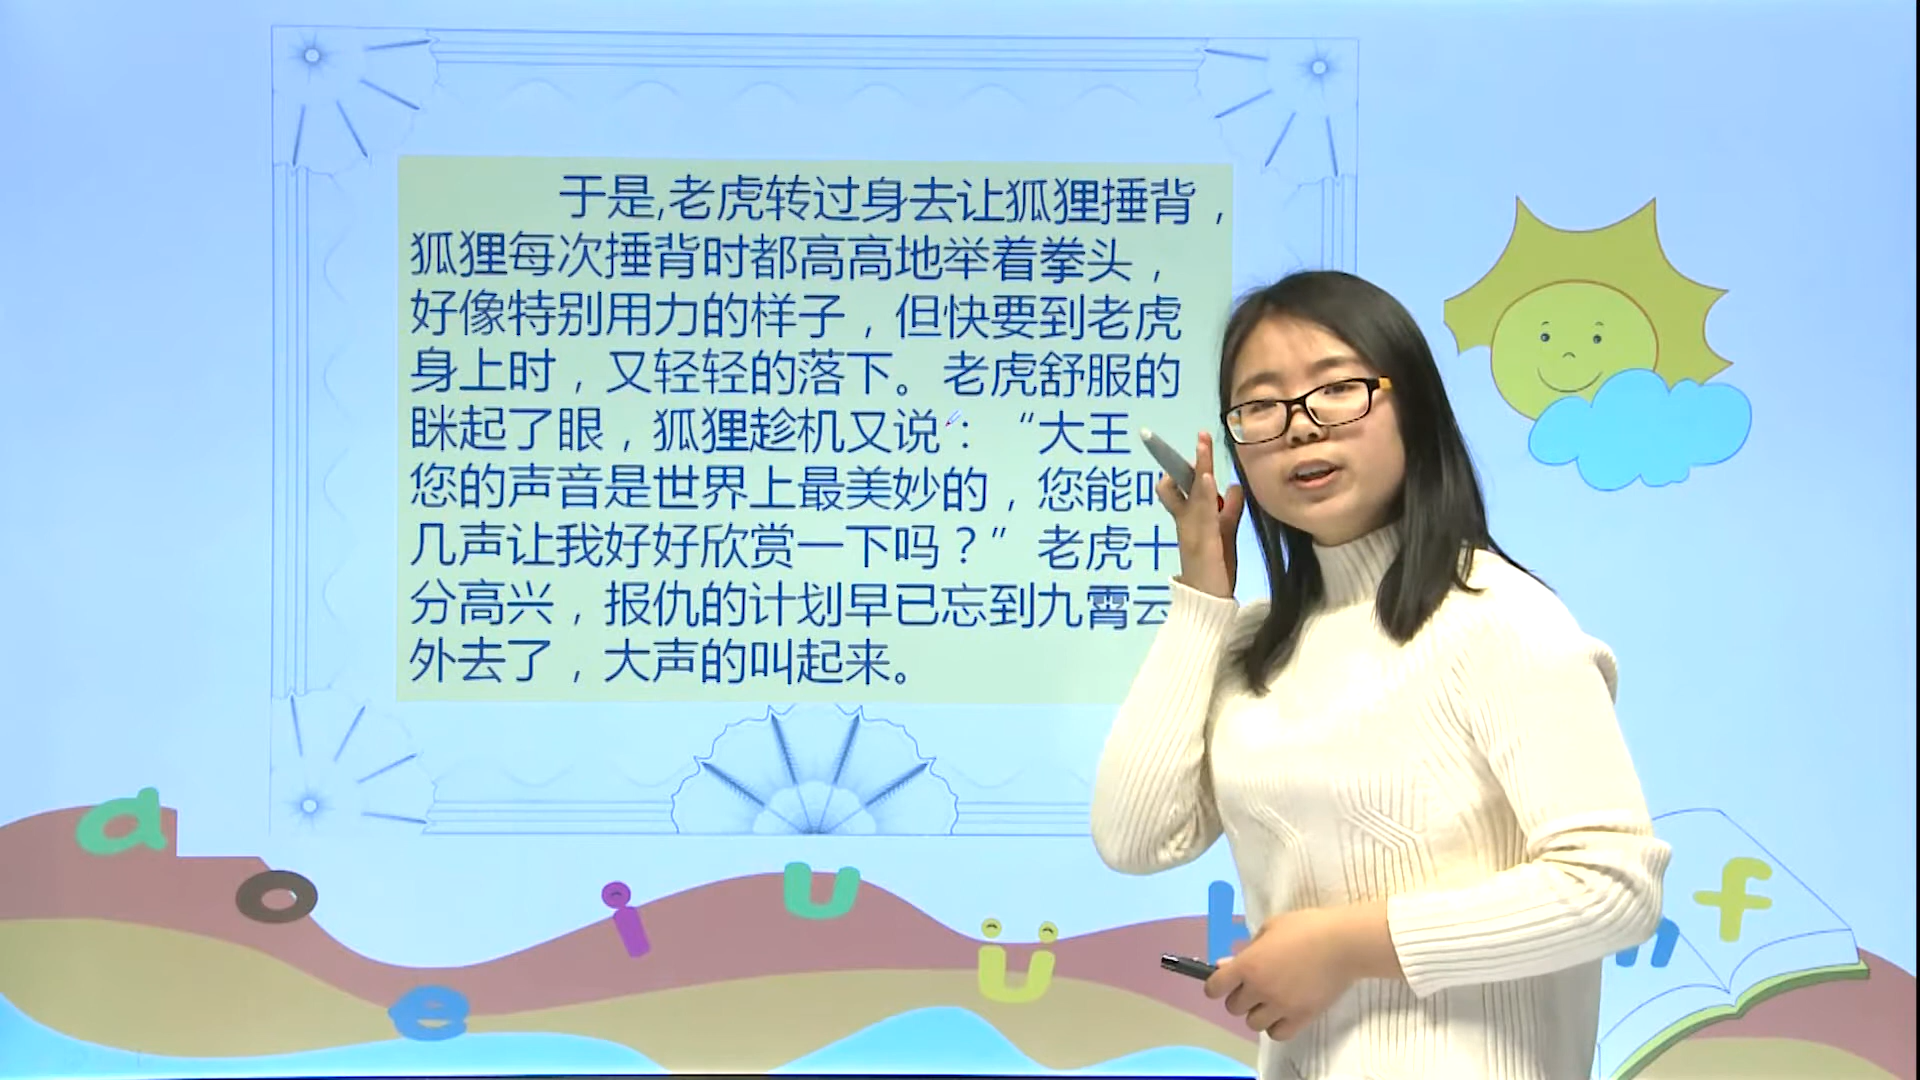 于是,老虎转过身去让狐狸捶背，
狐狸每次捶背时都高高地举着拳头，
好像特别用力的样子，但快要到老虎
身上时，又轻轻的落下。老虎舒服的
眯起了眼，狐狸趁机又说：“大王
您的声音是世界上最美妙的，您能
几声让我好好欣赏一下吗？”老虎十
分高兴，报仇的计划早已忘到九霄云
外去了，大声的叫起来。
a
o
e
i
u
ü
f